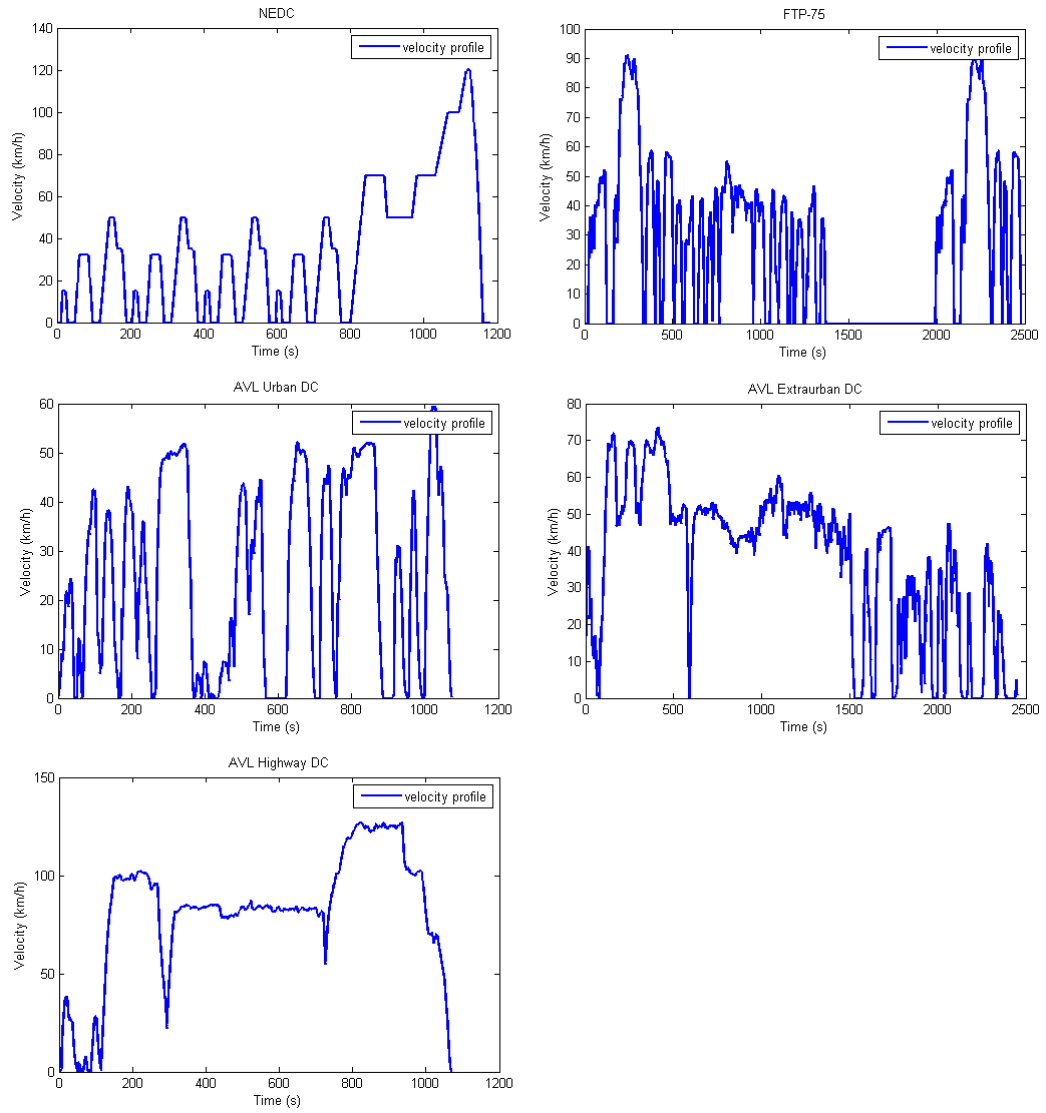 NEDC
velocity profile
140
120
100
80
60
40
20
0
Velocity (km/h)
0 200 400 600 800 1000 1200
Time (s)
FTP-75
velocity profile
100
90
80
70
60
50
40
30
20
10
0
Velocity (km/h)
0 500 1000 1500 2000 2500
Time (s)
AVL Urban DC
velocity profile
60
50
40
30
20
10
0
Velocity (km/h)
0 200 400 600 800 1000 1200
Time (s)
AVL Extraurban DC
velocity profile
80
70
60
50
40
30
20
10
0
Velocity (km/h)
0 500 1000 1500 2000 2500
Time (s)
AVL Highway DC
velocity profile
150
100
50
0
Velocity (km/h)
0 200 400 600 800 1000 1200
Time (s)